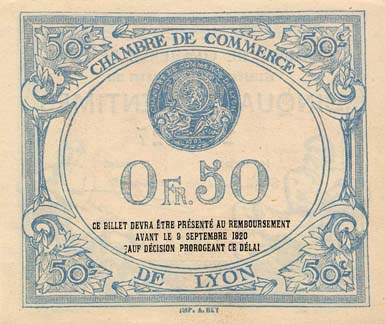 50c 50c
CHAMBRE DE COMMERCE
0 FR. 50
CE BILLET DEVRA ÊTRE PRÉSENTÉ AU REMBOURSEMENT
AVANT LE 9 SEPTEMBRE 1920
SAUF DÉCISION PROROGEANT CE DÉLAI
50c 50c
DE LYON
IMP. A. REY